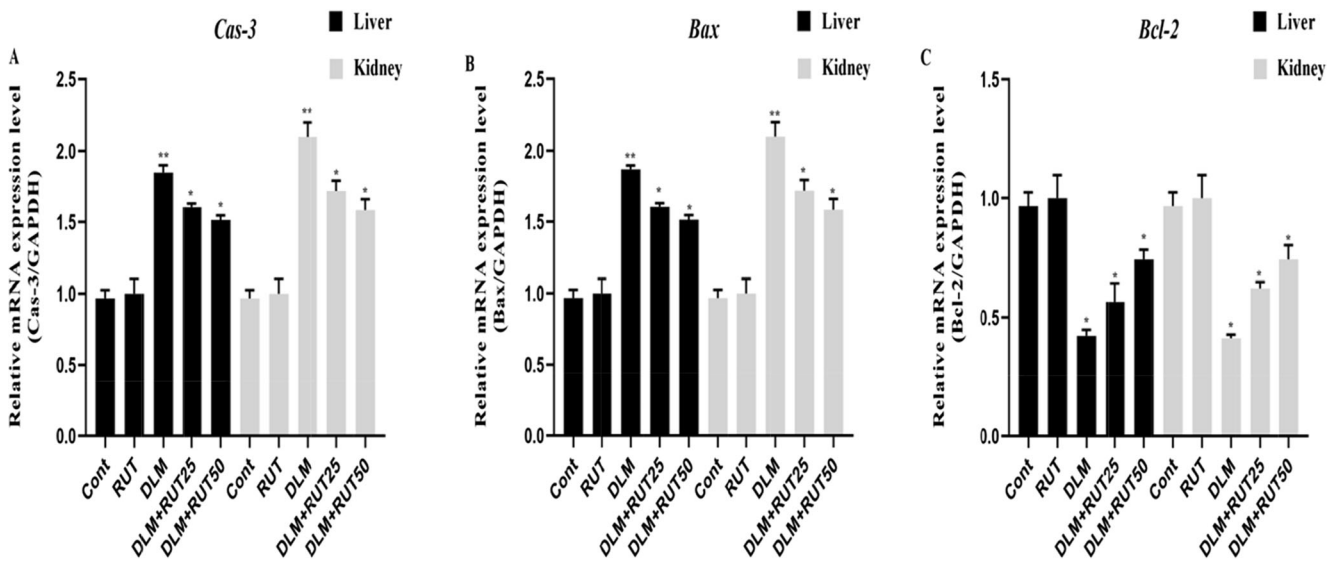 A
Cas-3
Liver
Kidney
Relative mRNA expression level
(Cas-3/GAPDH)
2.5
2.0
1.5
1.0
0.5
0.0
**
*
*
**
*
*
Cont
RUT
DLM
DLM+RUT25
DLM+RUT50
Cont
RUT
DLM
DLM+RUT25
DLM+RUT50
B
Bax
Liver
Kidney
Relative mRNA expression level
(Bax/GAPDH)
2.5
2.0
1.5
1.0
0.5
0.0
**
*
*
**
*
*
Cont
RUT
DLM
DLM+RUT25
DLM+RUT50
Cont
RUT
DLM
DLM+RUT25
DLM+RUT50
C
Bcl-2
Liver
Kidney
Relative mRNA expression level
(Bcl-2/GAPDH)
1.5
1.0
0.5
0.0
*
*
*
*
*
*
Cont
RUT
DLM
DLM+RUT25
DLM+RUT50
Cont
RUT
DLM
DLM+RUT25
DLM+RUT50